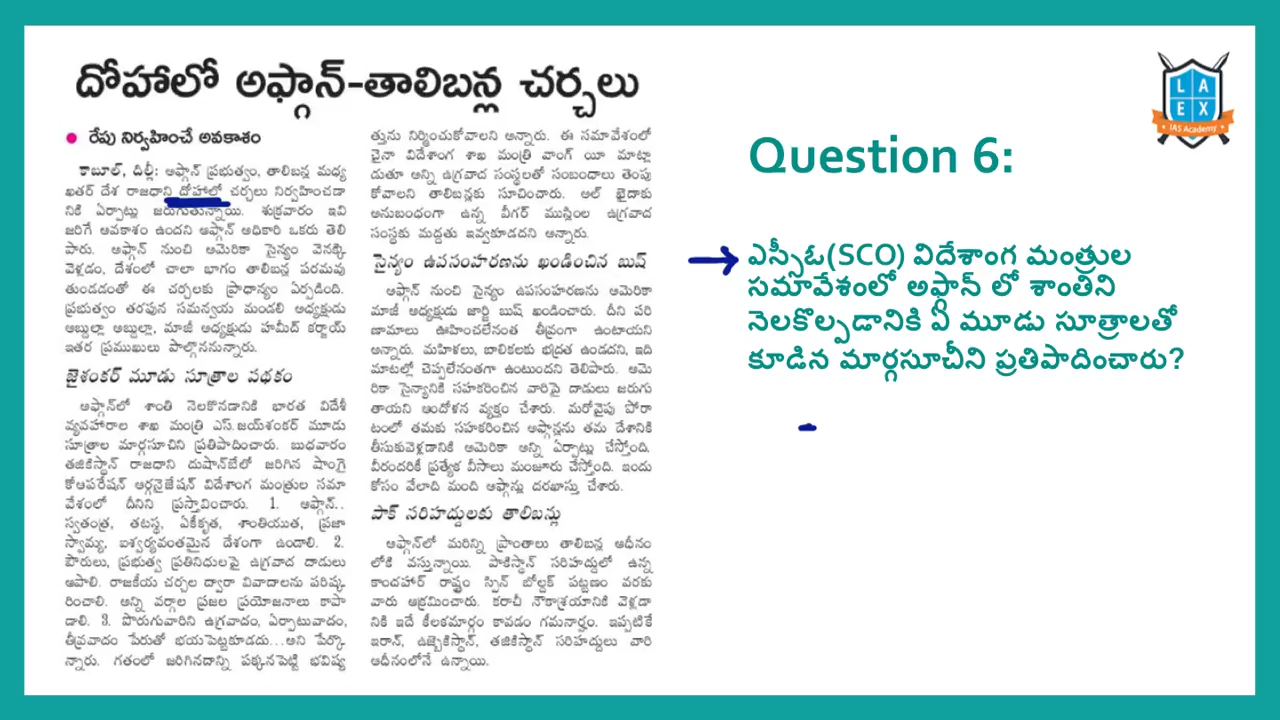 దోహాలో అఫ్గాన్-తాలిబన్ల చర్చలు
● రేపు నిర్వహించే అవకాశం
కాబూల్, దిల్లీ: అఫ్గాన్ ప్రభుత్వం, తాలిబన్ల మధ్య
ఖతర్ దేశ రాజధాని దోహాలో చర్చలు నిర్వహించడా
నికి ఏర్పాట్లు జరుగుతున్నాయి. శుక్రవారం ఇవి
జరిగే అవకాశం ఉందని అఫ్గాన్ అధికారి ఒకరు తెలి
పారు. అఫ్గాన్ నుంచి అమెరికా సైన్యం వెనక్కి
వెళ్లడం, దేశంలో చాలా భాగం తాలిబన్ల పరమవు
తుండడంతో ఈ చర్చలకు ప్రాధాన్యం ఏర్పడింది.
ప్రభుత్వం తరఫున సమన్వయ మండలి అధ్యక్షుడు
అబ్దుల్లా అబ్దుల్లా, మాజీ అధ్యక్షుడు హమీద్ కర్జాయ్
ఇతర ప్రముఖులు పాల్గొననున్నారు.
జైశంకర్ మూడు సూత్రాల పథకం
అఫ్గాన్‌లో శాంతి నెలకొనడానికి భారత విదేశీ
వ్యవహారాల శాఖ మంత్రి ఎస్.జయ్‌శంకర్ మూడు
సూత్రాల మార్గసూచిని ప్రతిపాదించారు. బుధవారం
తజికిస్థాన్ రాజధాని దుషాన్‌బేలో జరిగిన షాంగై
కోఆపరేషన్ ఆర్గనైజేషన్ విదేశాంగ మంత్రుల సమా
వేశంలో దీనిని ప్రస్తావించారు. 1. అఫ్గాన్..
స్వతంత్ర, తటస్థ, ఏకీకృత, శాంతియుత, ప్రజా
స్వామ్య, ఐశ్వర్యవంతమైన దేశంగా ఉండాలి. 2.
పౌరులు, ప్రభుత్వ ప్రతినిధులపై ఉగ్రవాద దాడులు
ఆపాలి. రాజకీయ చర్చల ద్వారా వివాదాలను పరిష్క
రించాలి. అన్ని వర్గాల ప్రజల ప్రయోజనాలు కాపా
డాలి. 3. పొరుగువారిని ఉగ్రవాదం, ఏర్పాటువాదం,
తీవ్రవాదం పేరుతో భయపెట్టకూడదు...అని పేర్కొ
న్నారు. గతంలో జరిగినదాన్ని పక్కనపెట్టి భవిష్య
త్తును నిర్మించుకోవాలని అన్నారు. ఈ సమావేశంలో
చైనా విదేశాంగ శాఖ మంత్రి వాంగ్ యీ మాట్లా
డుతూ అన్ని ఉగ్రవాద సంస్థలతో సంబంధాలు తెంపు
కోవాలని తాలిబన్లకు సూచించారు. అల్ ఖైదాకు
అనుబంధంగా ఉన్న వీగర్ ముస్లింల ఉగ్రవాద
సంస్థకు మద్దతు ఇవ్వకూడదని అన్నారు.
సైన్యం ఉపసంహరణను ఖండించిన బుష్
అఫ్గాన్ నుంచి సైన్యం ఉపసంహరణను అమెరికా
మాజీ అధ్యక్షుడు జార్జి బుష్ ఖండించారు. దీని పరి
ణామాలు ఊహించలేనంత తీవ్రంగా ఉంటాయని
అన్నారు. మహిళలు, బాలికలకు భద్రత ఉండదని, ఇది
మాటల్లో చెప్పలేనంతగా ఉంటుందని తెలిపారు. అమె
రికా సైన్యానికి సహకరించిన వారిపై దాడులు జరుగు
తాయని ఆందోళన వ్యక్తం చేశారు. మరోవైపు పోరా
టంలో తమకు సహకరించిన అఫ్గాన్లను తమ దేశానికి
తీసుకువెళ్లడానికి అమెరికా అన్ని ఏర్పాట్లు చేస్తోంది.
వీరందరికీ ప్రత్యేక వీసాలు మంజూరు చేస్తోంది. ఇందు
కోసం వేలాది మంది ఆఫ్గాన్లు దరఖాస్తు చేశారు.
పాక్ సరిహద్దులకు తాలిబన్లు
ఆఫ్గాన్‌లో మరిన్ని ప్రాంతాలు తాలిబన్ల అధీనం
లోకి వస్తున్నాయి. పాకిస్థాన్ సరిహద్దులో ఉన్న
కాందహార్ రాష్ట్రం స్పిన్ బోల్దక్ పట్టణం వరకు
వారు ఆక్రమించారు. కరాచీ నౌకాశ్రయానికి వెళ్లడా
నికి ఇదే కీలకమార్గం కావడం గమనార్హం. ఇప్పటికే
ఇరాన్, ఉజ్బెకిస్థాన్, తజికిస్థాన్ సరిహద్దులు వారి
ఆధీనంలోనే ఉన్నాయి.
LAEX
IAS Academy
Question 6:
ఎస్సీఓ(SCO) విదేశాంగ మంత్రుల
సమావేశంలో అఫ్గాన్ లో శాంతిని
నెలకొల్పడానికి ఏ మూడు సూత్రాలతో
కూడిన మార్గసూచీని ప్రతిపాదించారు?